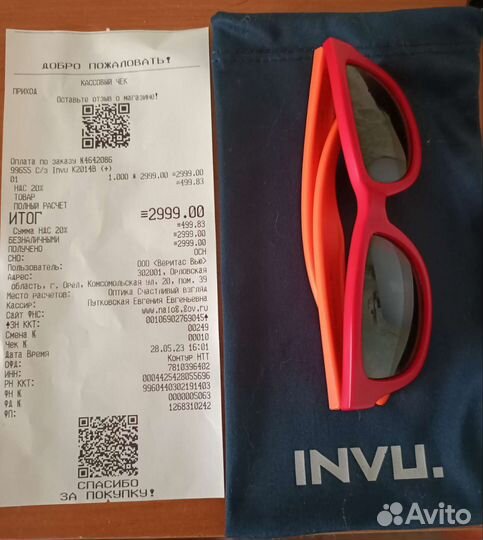 ДОБРО ПОЖАЛОВАТЬ!
КАССОВЫЙ ЧЕК
ПРИХОД
Оставьте отзыв о магазине!
Оплата по заказу №4642086
99655 С/з Invu K2014B (+)
1.000 * 2999.00 =2999.00
01
НДС 20% =499.83
ТОВАР
ПОЛНЫЙ РАСЧЕТ
ИТОГ =2999.00
Сумма НДС 20% =499.83
БЕЗНАЛИЧНЫМИ =2999.00
ПОЛУЧЕНО =2999.00
СНО: ОСН
Пользователь: ООО «Веритас Вью»
Адрес: 302001, Орловская
область, г. Орел, Комсомольская ул, 20, пом. 39
Место расчетов: Оптика Счастливый взгляд
Кассир: Путковская Евгения Евгеньевна
Сайт ФНС: www.nalog.gov.ru
ЗН ККТ: 00106902769045
Смена № 00249
Чек № 00010
Дата Время 28.05.23 16:01
ОФД: Контур НТТ
ИНН: 7810396402
РН ККТ: 0004425428055696
ФН № 9960440302191403
ФД № 0000005063
ФП: 1268310242
СПАСИБО
ЗА ПОКУПКУ!
INVU.
Avito